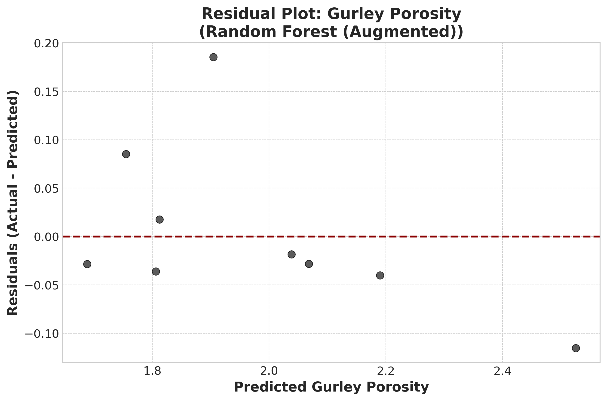 Residual Plot: Gurley Porosity
(Random Forest (Augmented))
Residuals (Actual - Predicted)
0.20
0.15
0.10
0.05
0.00
−0.05
−0.10
1.8
2.0
2.2
2.4
Predicted Gurley Porosity